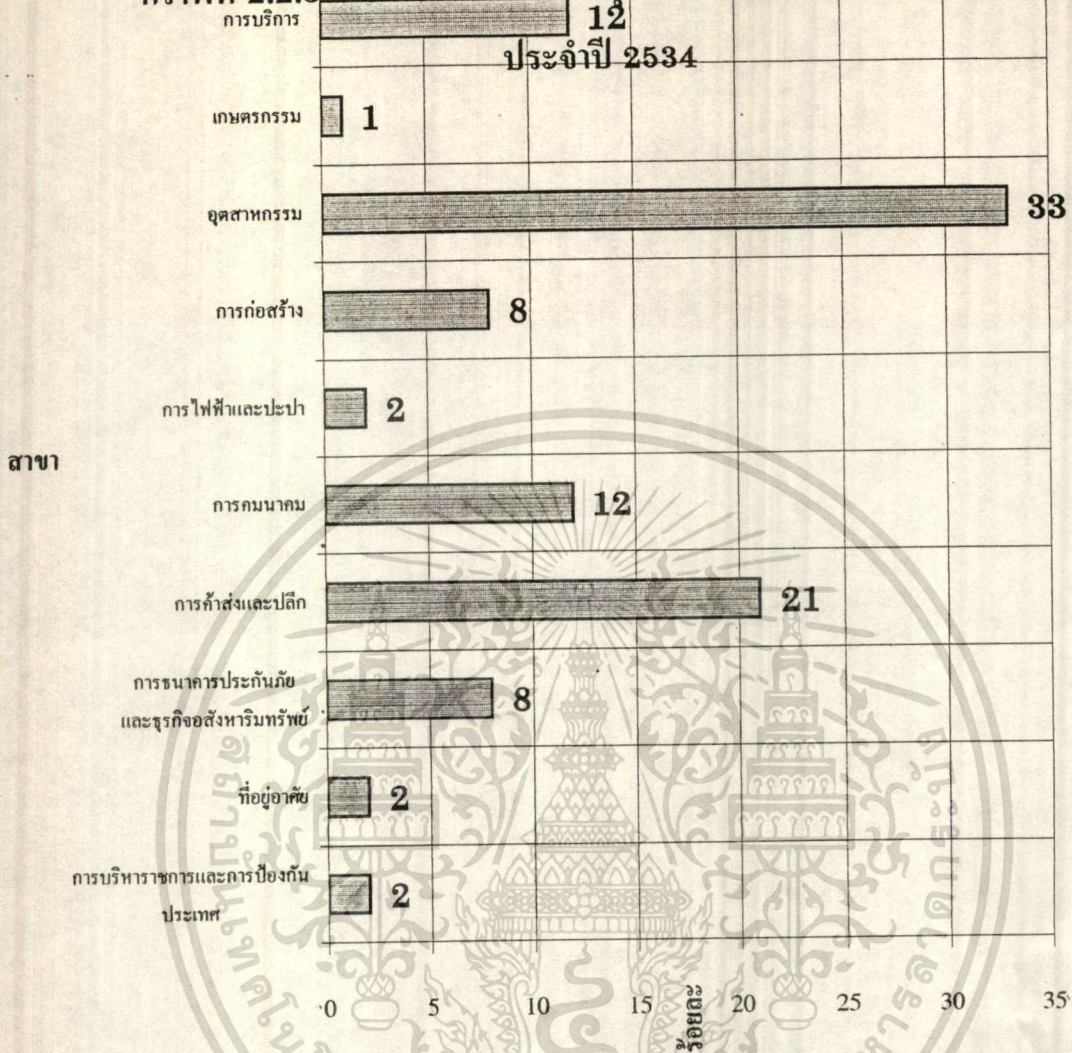 การบริการ
12
ประจำปี 2534
เกษตรกรรม
1
อุตสาหกรรม
33
การก่อสร้าง
8
การไฟฟ้าและปะปา
2
สาขา
การคมนาคม
12
การค้าส่งและปลีก
21
การธนาคารประกันภัย
และธุรกิจอสังหาริมทรัพย์
8
ที่อยู่อาศัย
2
การบริหาราชการและการป้องกัน
ประเทศ
2
0 5 10 15 20 25 30 35
ร้อยละ